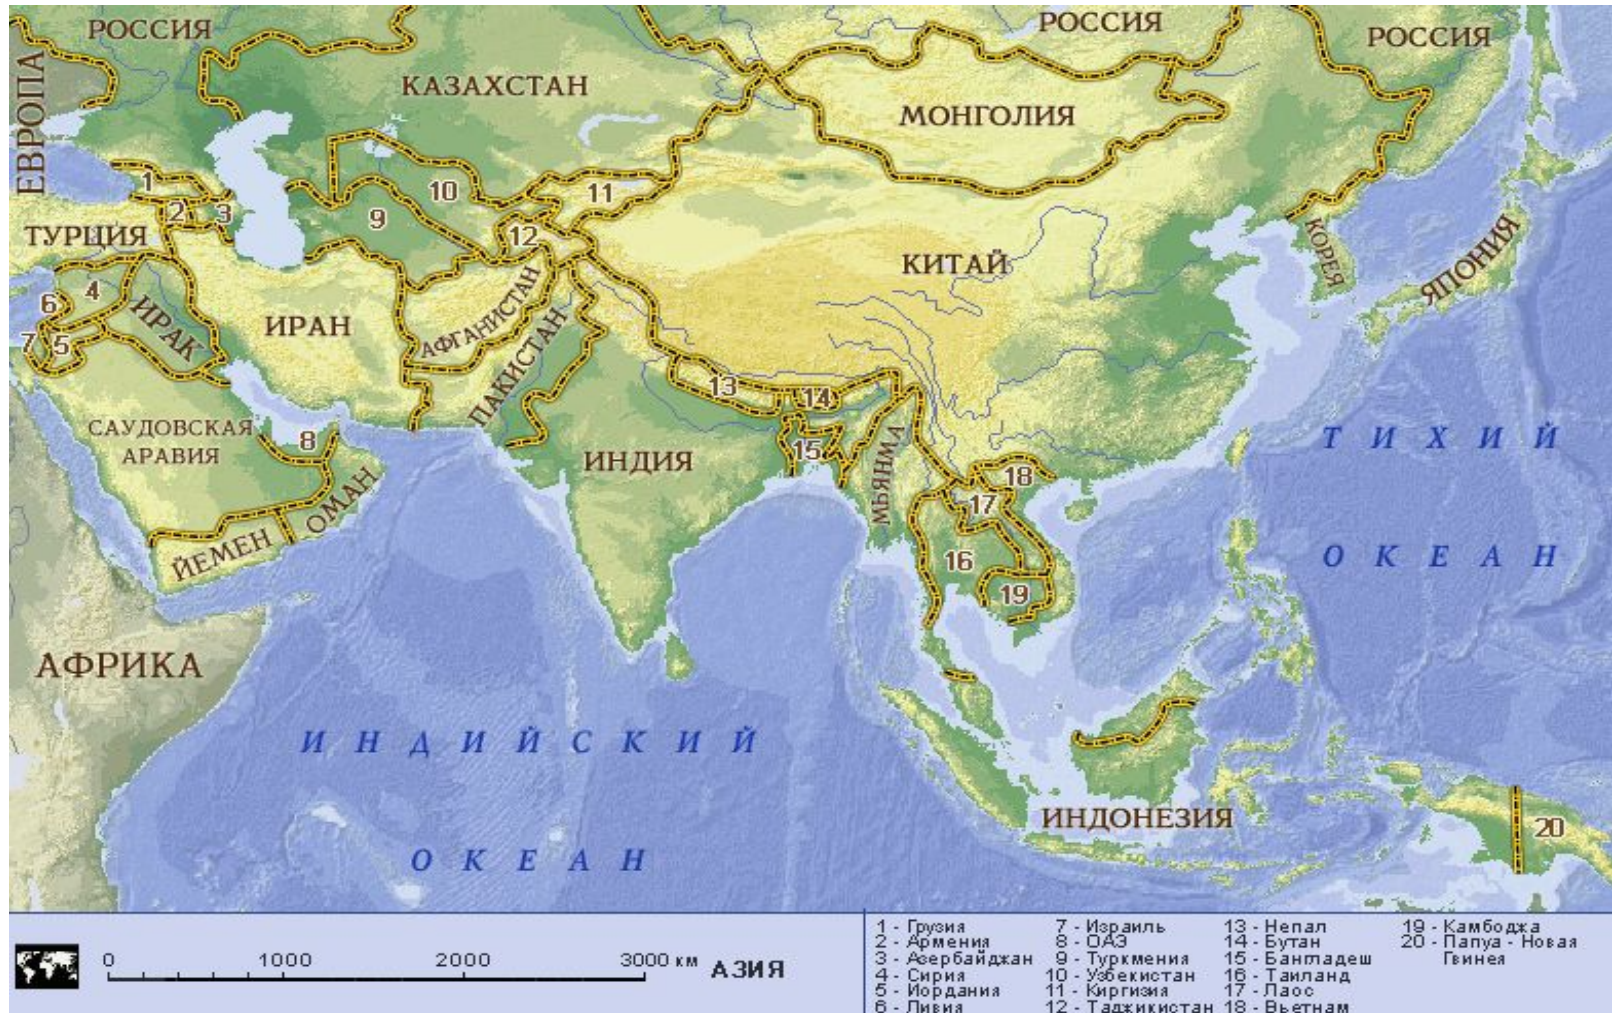 РОССИЯ
РОССИЯ
РОССИЯ
ЕВРОПА
КАЗАХСТАН
МОНГОЛИЯ
1
10
11
2
3
9
ТУРЦИЯ
12
КОРЕЯ
ЯПОНИЯ
КИТАЙ
4
6
ИРАК
ИРАН
АФГАНИСТАН
7
5
ПАКИСТАН
13
14
САУДОВСКАЯ
АРАВИЯ
8
15
ИНДИЯ
МЬЯНМА
ТИХИЙ
ОКЕАН
18
17
ОМАН
ЙЕМЕН
16
19
АФРИКА
ИНДИЙСКИЙ
ОКЕАН
ИНДОНЕЗИЯ
20
0 1000 2000 3000 км
АЗИЯ
1 - Грузия
2 - Армения
3 - Азербайджан
4 - Сирия
5 - Иордания
6 - Ливия
7 - Израиль
8 - ОАЭ
9 - Туркмения
10 - Узбекистан
11 - Киргизия
12 - Таджикистан
13 - Непал
14 - Бутан
15 - Бангладеш
16 - Таиланд
17 - Лаос
18 - Вьетнам
19 - Камбоджа
20 - Папуа - Новая
Гвинея